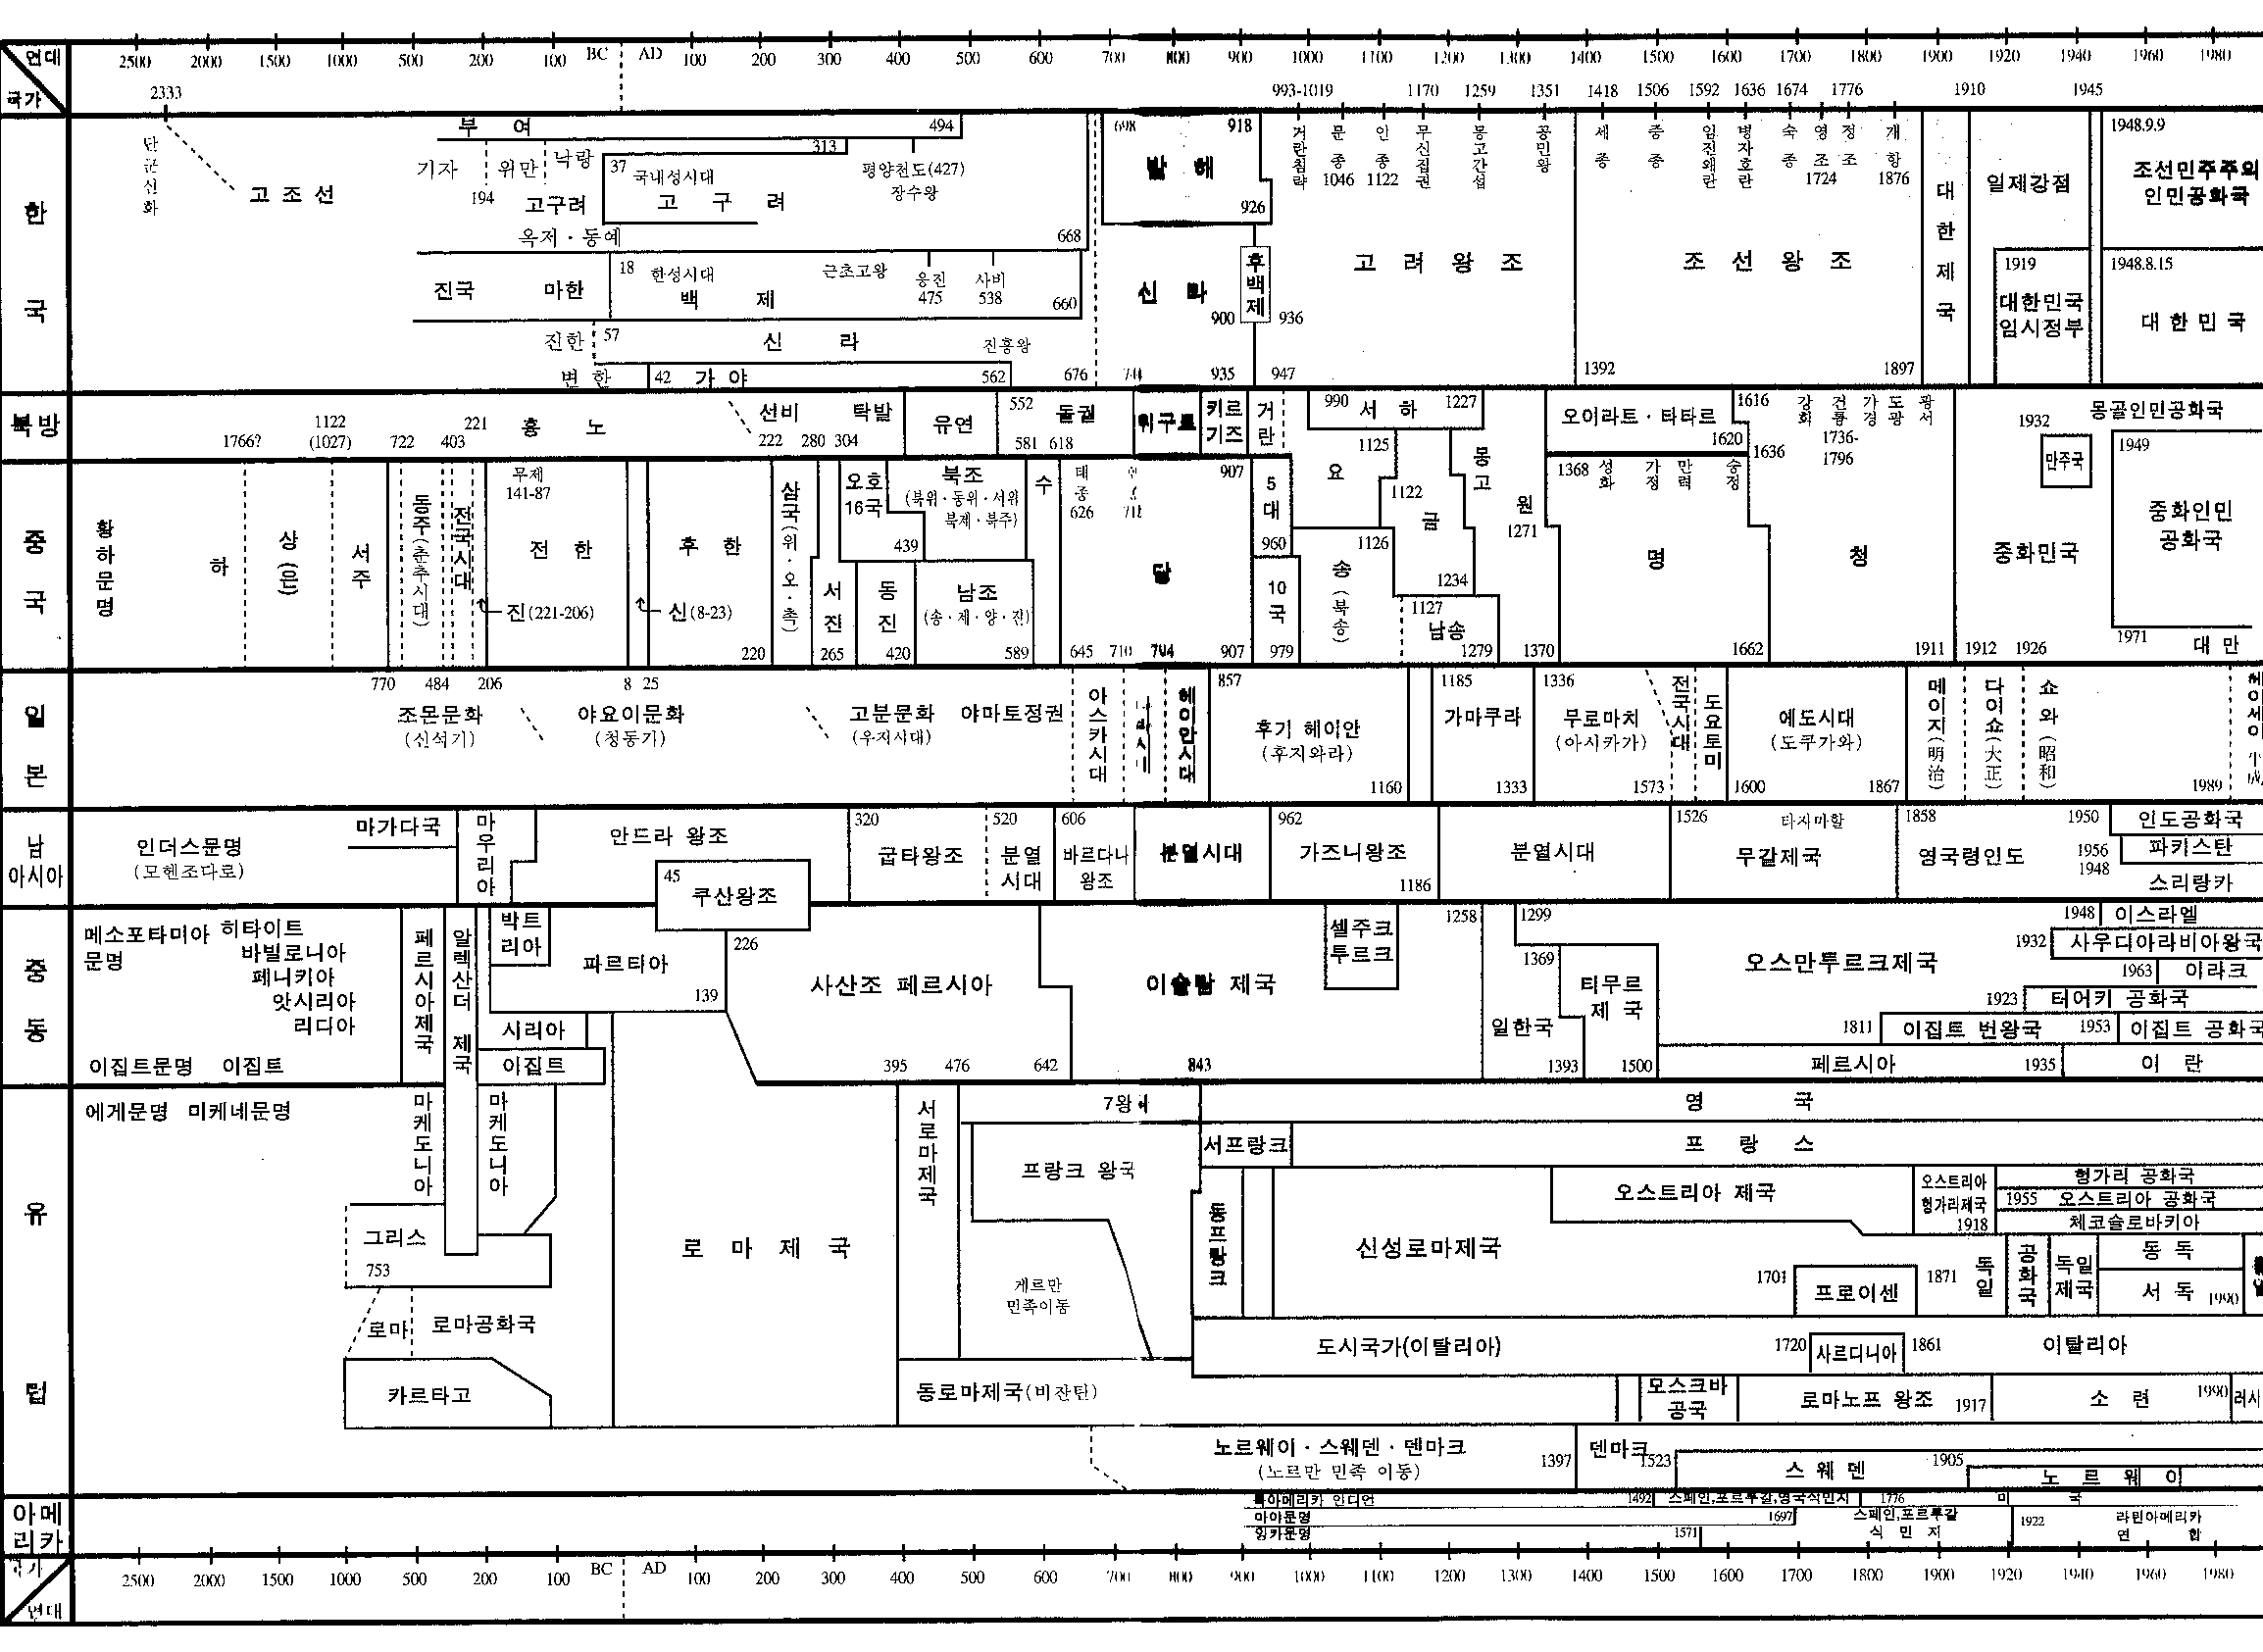 연대
2500 2000 1500 1000 500 200 100 BC AD 100 200 300 400 500 600 700 800 900 1000 1100 1200 1300 1400 1500 1600 1700 1800 1900 1920 1940 1960 1980
국가
2333 993-1019 1170 1259 1351 1418 1506 1592 1636 1674 1776 1910 1945
한국
단군신화
고조선
부여 494
기자 위만 낙랑 313
194
고구려
37 국내성시대
고구려
평양천도(427)
장수왕
옥저·동예 668
진국 마한
18 한성시대
백제
근초고왕
웅진 475
사비 538
660
진한 57 신라 진흥왕
변한 42 가야 562 676
698 918
발해
926
신라
900
935
후백제
936
947
거란침략
문종 1046
인종 1122
무신집권
몽고간섭
공민왕
고려왕조
세종
중종
임진왜란
병자호란
숙종
영조 1724
정조
개항 1876
조선왕조
1392 1897
대한제국
일제강점
1919
대한민국
임시정부
1948.9.9
조선민주주의
인민공화국
1948.8.15
대한민국
북방
1766? 1122 (1027) 722 403 221
흉노
선비 탁발
222 280 304
유연
552 돌궐
581 618
위구르
키르기즈
거란
990 서하 1227
1125
몽고
오이라트·타타르
1616
1620
1636
강희 건륭 가경 도광 광서
1736-1796
1932
만주국
몽골인민공화국
중국
황하문명
하
상(은)
서주
동주(춘추시대)
전국시대
무제
141-87
전한
진(221-206)
후한
신(8-23)
220
삼국(위·오·촉)
서진
265
오호
16국
439
동진
420
북조
(북위·동위·서위
북제·북주)
남조
(송·제·양·진)
589
수
태종 626
907
당
645 710 794 907
5대
960
10국
979
요
1122
금
1126
송(북송)
1234
1127
남송
1279
원
1271
1370
1368 성화 가정 만력 숭정
명
1662
청
1911
1912 1926
중화민국
1949
중화인민
공화국
1971 대만
일본
770 484 206 8 25
조몬문화
(신석기)
야요이문화
(청동기)
고분문화
(우지시대)
야마토정권
아스카시대
헤이안시대
857
후기 헤이안
(후지와라)
1160
1185
가마쿠라
1333
1336
무로마치
(아시카가)
1573
전국시대
도요토미
에도시대
(도쿠가와)
1600 1867
메이지(明治)
다이쇼(大正)
쇼와(昭和)
1989
남아시아
인더스문명
(모헨조다로)
마가다국
마우리아
안드라 왕조
45
쿠산왕조
320
굽타왕조
520
분열시대
606
바르다나
왕조
분열시대
962
가즈니왕조
1186
분열시대
1526 타지마할
무갈제국
1858
영국령인도
1950 인도공화국
1956 파키스탄
1948 스리랑카
중동
메소포타미아
문명
히타이트
바빌로니아
페니키아
앗시리아
리디아
이집트문명 이집트
페르시아제국
알렉산더 제국
박트리아
파르티아
139
시리아
이집트
226
사산조 페르시아
395 476 642
이슬람 제국
843
셀주크
투르크
1258
1299
일한국
1369
1393
티무르
제국
1500
오스만투르크제국
1948 이스라엘
1932 사우디아라비아왕국
1963 이라크
1923 터어키 공화국
1811 이집트 번왕국
1953 이집트 공화국
페르시아 1935 이란
유럽
에게문명 미케네문명
마케도니아
마케도니아
그리스
753
로마 로마공화국
카르타고
로마제국
서로마제국
7왕
프랑크 왕국
게르만
민족이동
동로마제국(비잔틴)
영국
서프랑크
프랑스
동프랑크
신성로마제국
오스트리아 제국
오스트리아
헝가리제국
1918
헝가리 공화국
1955 오스트리아 공화국
체코슬로바키아
1701
프로이센
1871
독일
공화국
독일
제국
동독
서독 1990
도시국가(이탈리아)
1720
사르디니아
1861
이탈리아
모스크바
공국
로마노프 왕조 1917
소련
1990
러시
노르웨이·스웨덴·덴마크
(노르만 민족 이동)
1397
덴마크
1523
스웨덴
1905
노르웨이
아메리카
북아메리카 인디언 1492 스페인,포르투갈,영국식민지 1776 미국
마야문명 1697
잉카문명 1571
스페인,포르투갈
식민지
1922
라틴아메리카
연합
국가
2500 2000 1500 1000 500 200 100 BC AD 100 200 300 400 500 600 700 800 900 1000 1100 1200 1300 1400 1500 1600 1700 1800 1900 1920 1940 1960 1980
연대